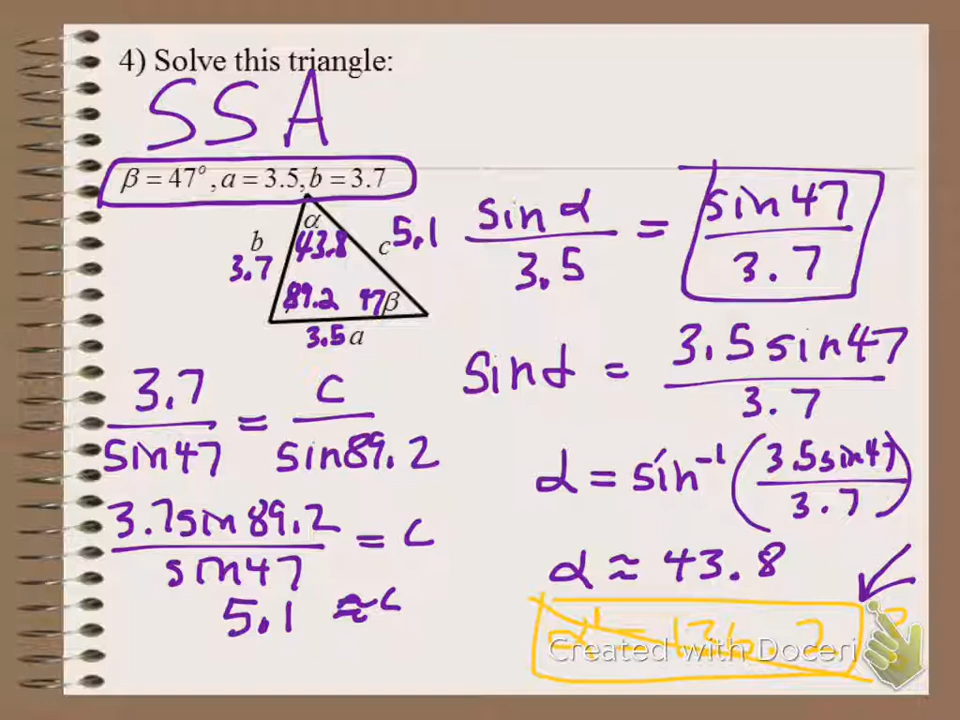 4) Solve this triangle:
SSA
β = 47°, a = 3.5, b = 3.7
α
43.8
b
3.7
c 5.1
89.2 47 β
3.5 a
sin α / 3.5 = sin 47 / 3.7
sin α = 3.5 sin 47 / 3.7
α = sin⁻¹ (3.5 sin 47 / 3.7)
α ≈ 43.8
3.7 / sin 47 = c / sin 89.2
3.7 sin 89.2 / sin 47 = c
5.1 ≈ c
Created with Doceri